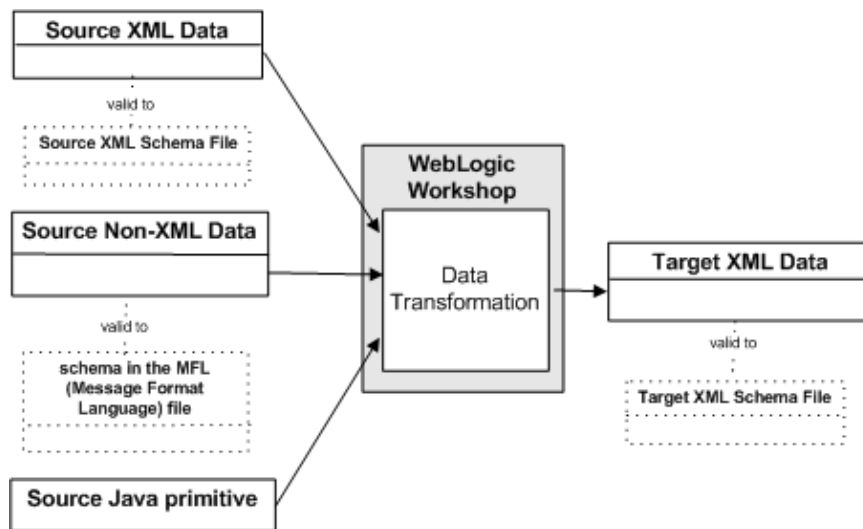 Source XML Data
valid to
Source XML Schema File
Source Non-XML Data
valid to
schema in the MFL
(Message Format
Language) file
Source Java primitive
WebLogic
Workshop
Data
Transformation
Target XML Data
valid to
Target XML Schema File